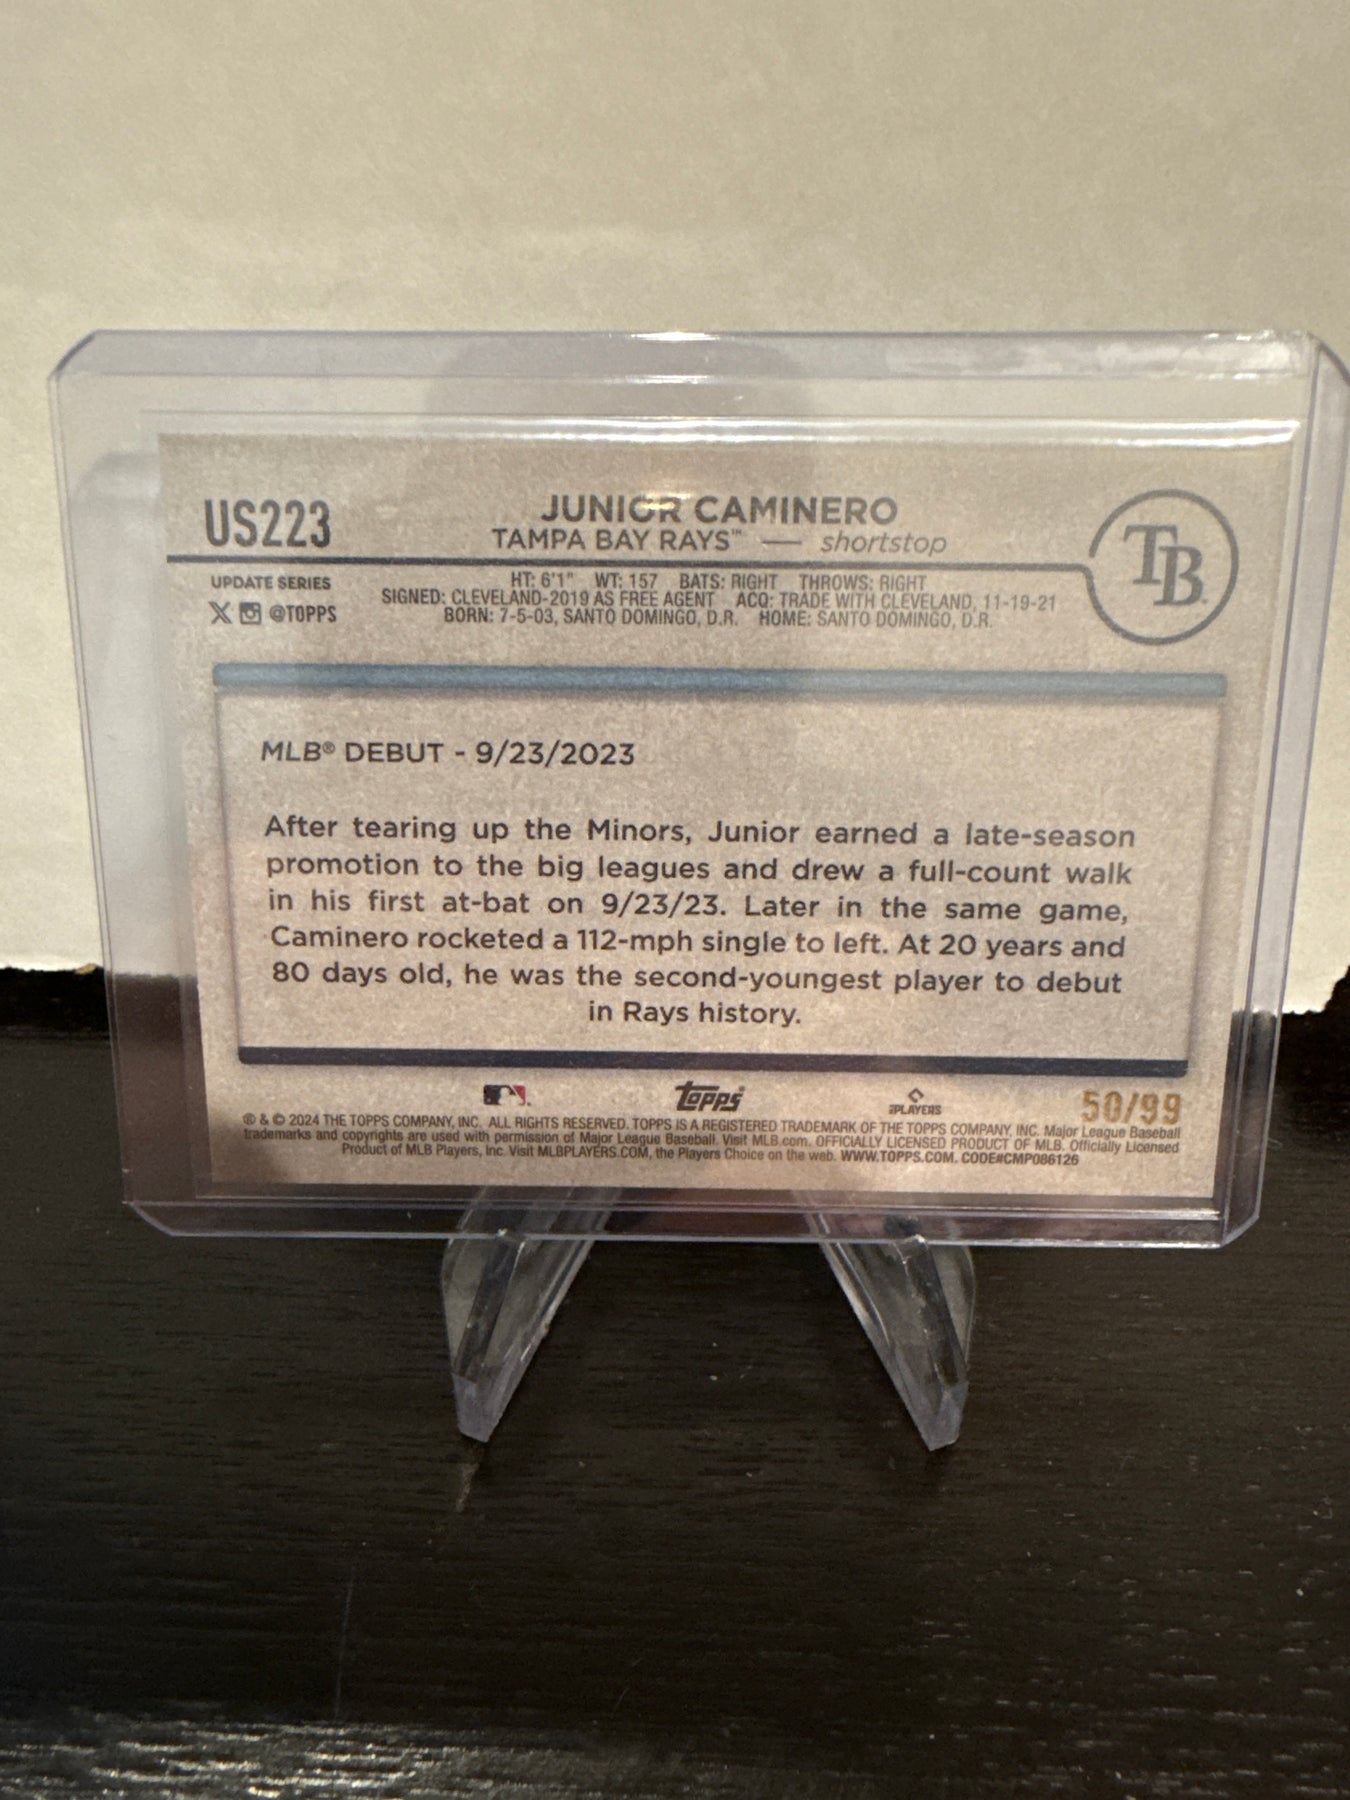 US223
JUNIOR CAMINERO
TAMPA BAY RAYS™ — shortstop
TB
UPDATE SERIES
@TOPPS
HT: 6'1" WT: 157 BATS: RIGHT THROWS: RIGHT
SIGNED: CLEVELAND-2019 AS FREE AGENT ACQ: TRADE WITH CLEVELAND, 11-19-21
BORN: 7-5-03, SANTO DOMINGO, D.R. HOME: SANTO DOMINGO, D.R.
MLB® DEBUT - 9/23/2023
After tearing up the Minors, Junior earned a late-season
promotion to the big leagues and drew a full-count walk
in his first at-bat on 9/23/23. Later in the same game,
Caminero rocketed a 112-mph single to left. At 20 years and
80 days old, he was the second-youngest player to debut
in Rays history.
topps
PLAYERS
50/99
® & © 2024 THE TOPPS COMPANY, INC. ALL RIGHTS RESERVED. TOPPS IS A REGISTERED TRADEMARK OF THE TOPPS COMPANY, INC. Major League Baseball
trademarks and copyrights are used with permission of Major League Baseball. Visit MLB.com. OFFICIALLY LICENSED PRODUCT OF MLB. Officially Licensed
Product of MLB Players, Inc. Visit MLBPLAYERS.COM, the Players Choice on the web. WWW.TOPPS.COM. CODE#CMP086126